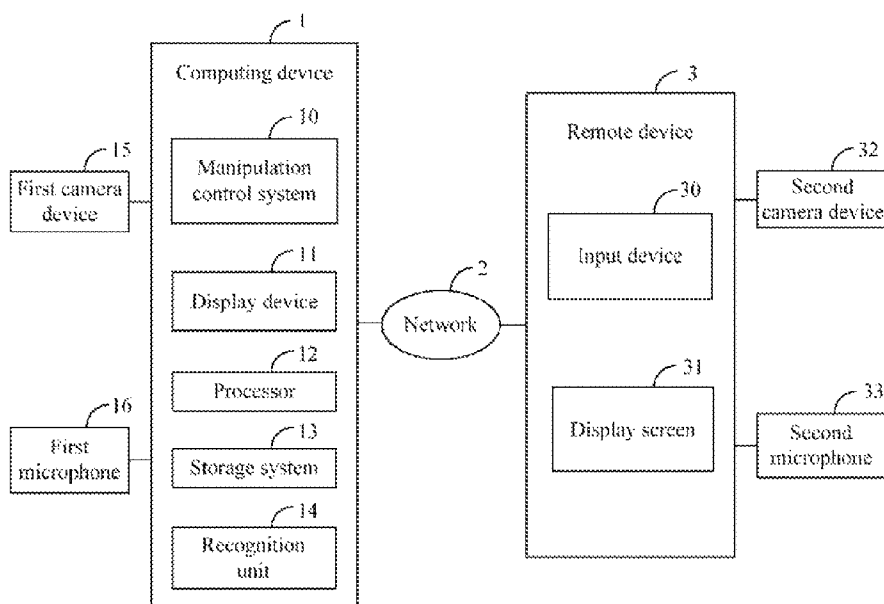 1
Computing device
10
Manipulation
control system
11
Display device
12
Processor
13
Storage system
14
Recognition
unit
15
First camera
device
16
First
microphone
2
Network
3
Remote device
30
Input device
31
Display screen
32
Second
camera device
33
Second
microphone